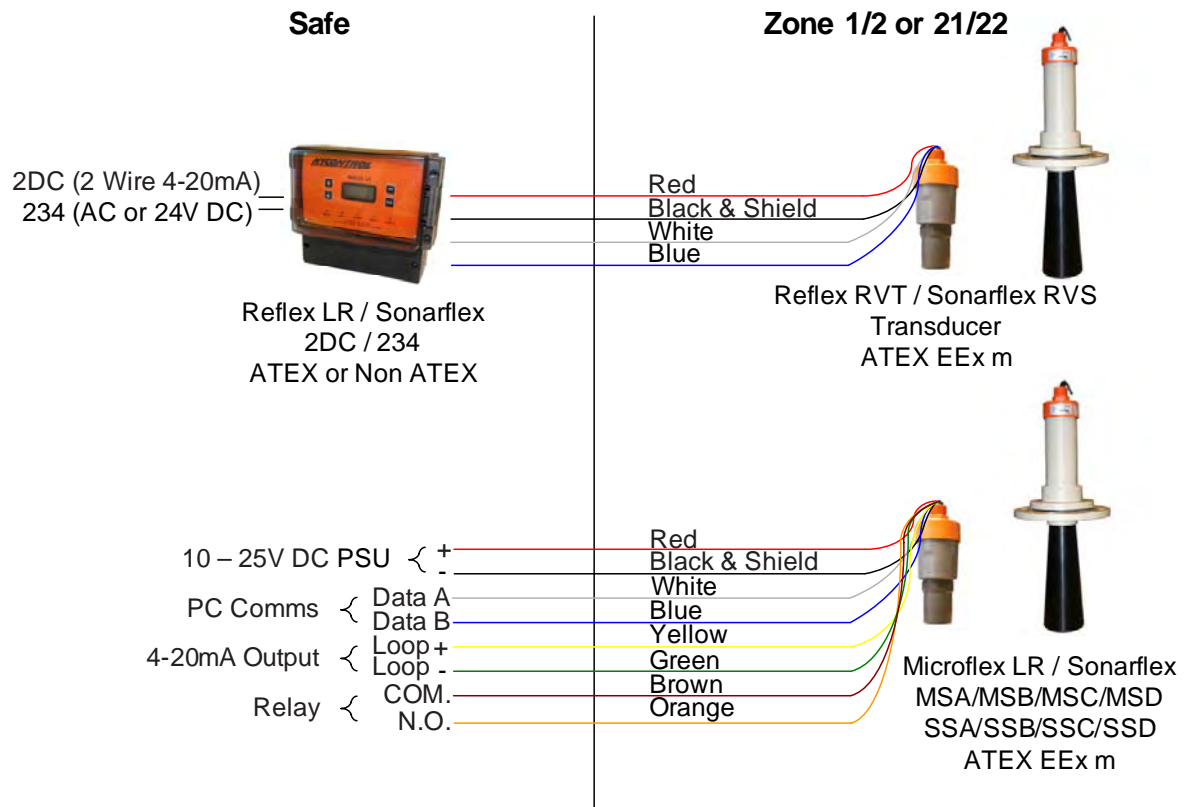 Safe
Zone 1/2 or 21/22
2DC (2 Wire 4-20mA)
234 (AC or 24V DC)
Red
Black & Shield
White
Blue
Reflex LR / Sonarflex
2DC / 234
ATEX or Non ATEX
Reflex RVT / Sonarflex RVS
Transducer
ATEX EEx m
10 – 25V DC PSU
+
-
PC Comms
Data A
Data B
4-20mA Output
Loop +
Loop -
Relay
COM.
N.O.
Red
Black & Shield
White
Blue
Yellow
Green
Brown
Orange
Microflex LR / Sonarflex
MSA/MSB/MSC/MSD
SSA/SSB/SSC/SSD
ATEX EEx m